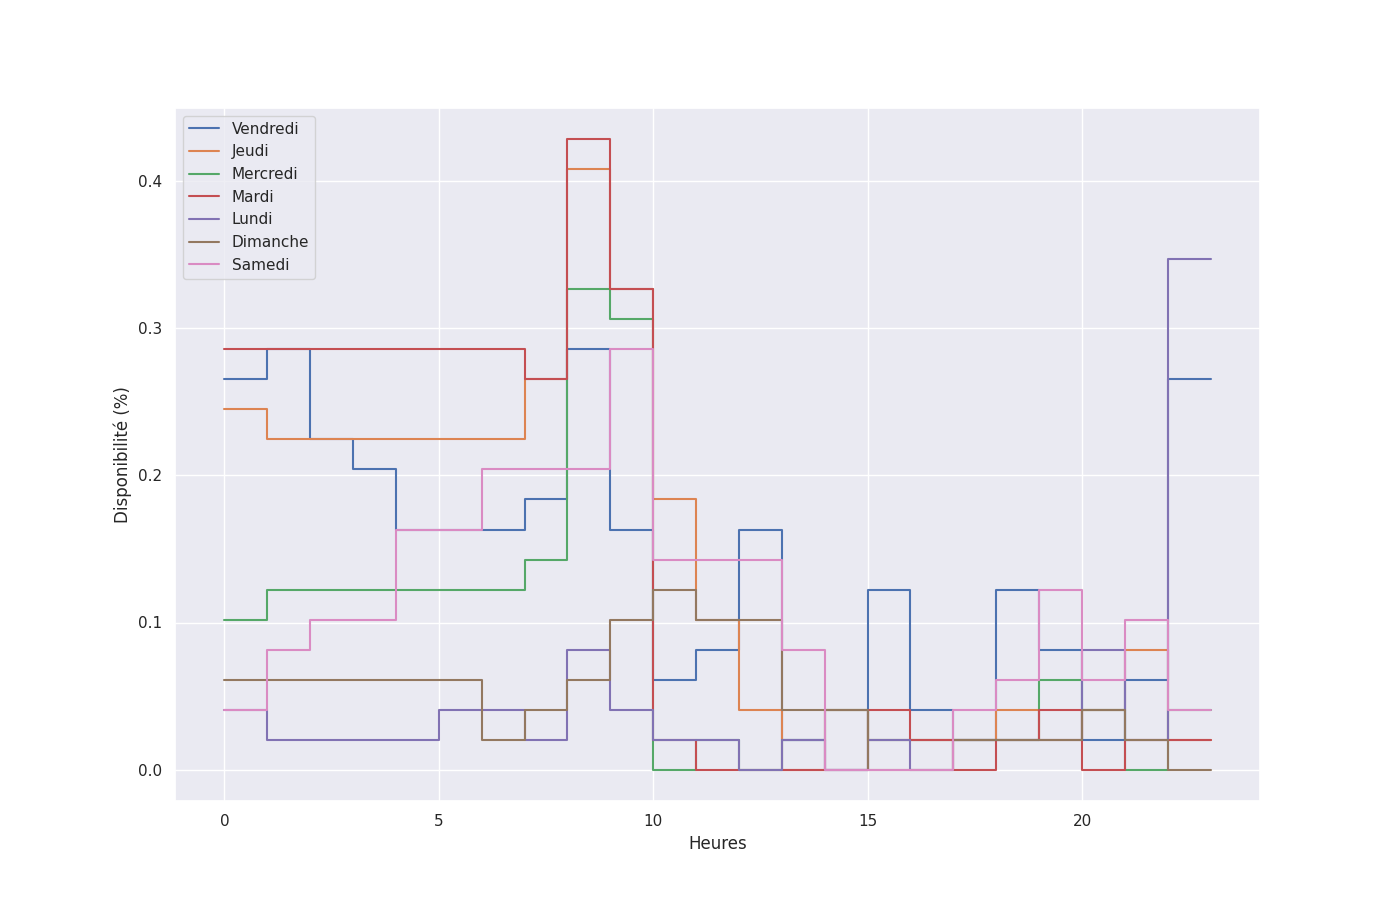 Vendredi
Jeudi
Mercredi
Mardi
Lundi
Dimanche
Samedi
0.4
0.3
0.2
0.1
0.0
Disponibilité (%)
0 5 10 15 20
Heures